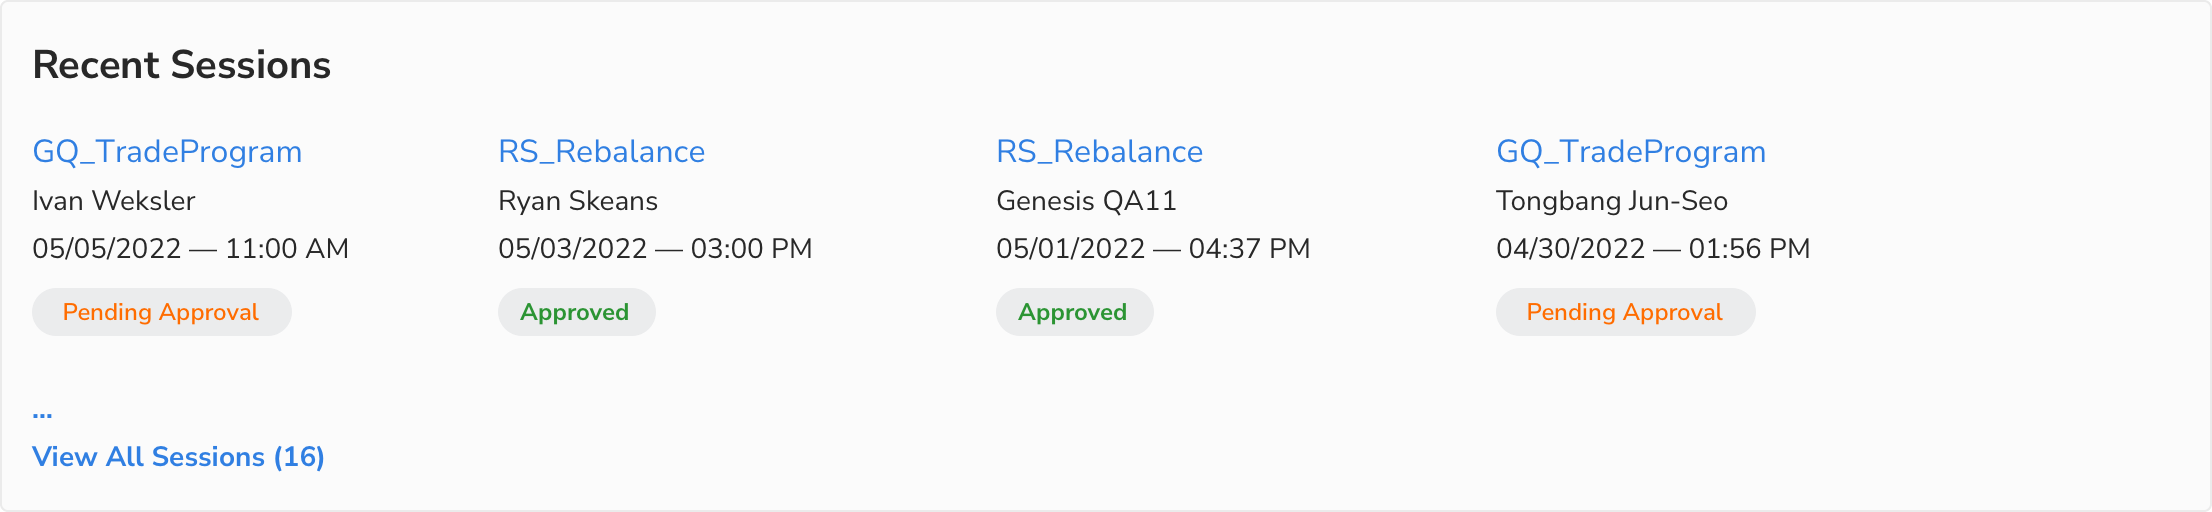 Recent Sessions
GQ_TradeProgram
Ivan Weksler
05/05/2022 — 11:00 AM
Pending Approval
RS_Rebalance
Ryan Skeans
05/03/2022 — 03:00 PM
Approved
RS_Rebalance
Genesis QA11
05/01/2022 — 04:37 PM
Approved
GQ_TradeProgram
Tongbang Jun-Seo
04/30/2022 — 01:56 PM
Pending Approval
...
View All Sessions (16)